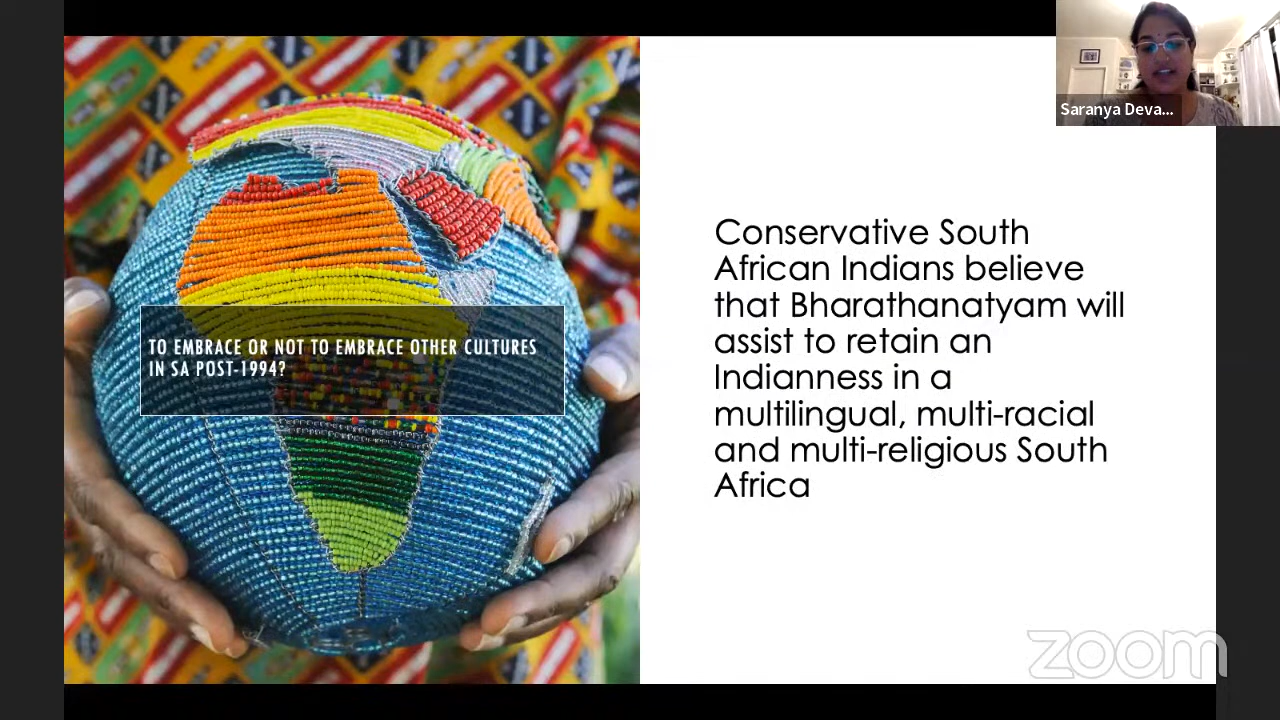 Saranya Deva...
TO EMBRACE OR NOT TO EMBRACE OTHER CULTURES
IN SA POST-1994?
Conservative South
African Indians believe
that Bharathanatyam will
assist to retain an
Indianness in a
multilingual, multi-racial
and multi-religious South
Africa
zoom